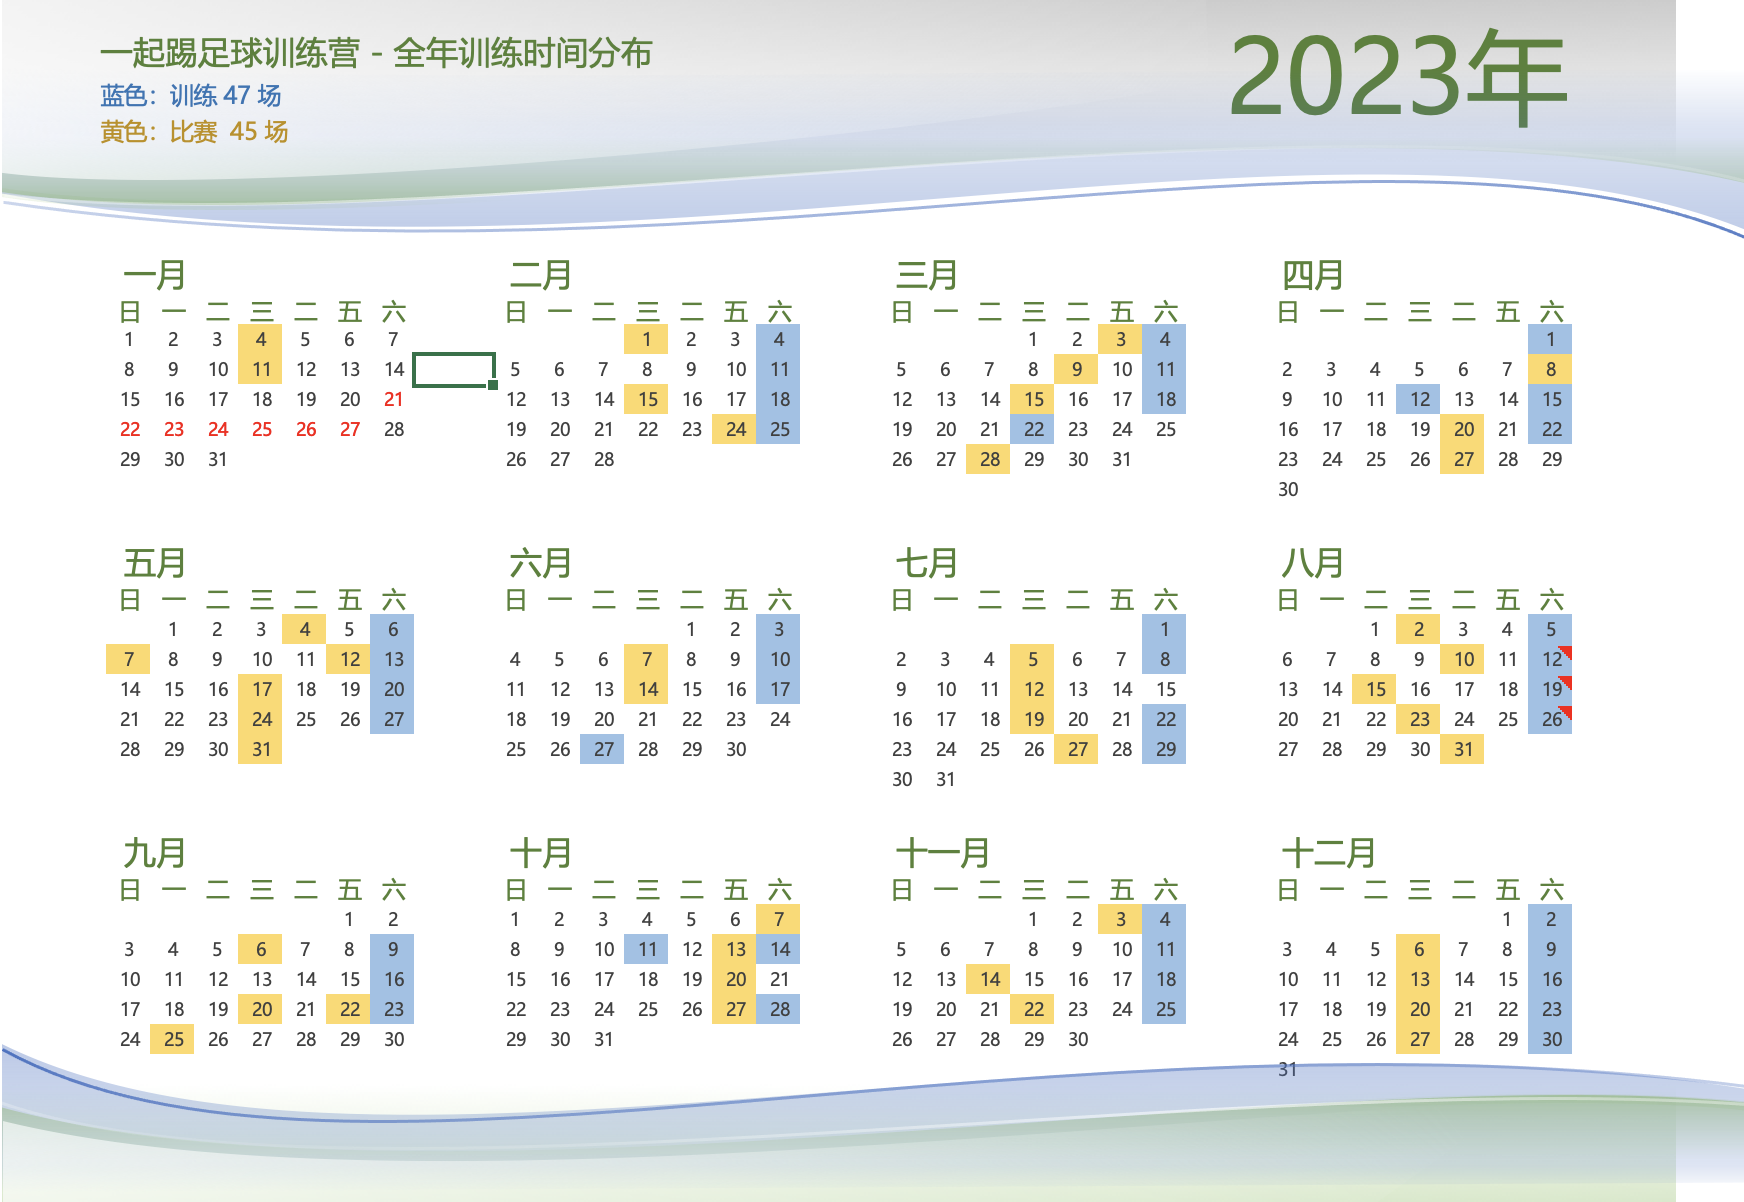 一起踢足球训练营 - 全年训练时间分布
2023年
蓝色：训练 47 场
黄色：比赛 45 场
一月
日 一 二 三 二 五 六
1 2 3 4 5 6 7
8 9 10 11 12 13 14
15 16 17 18 19 20 21
22 23 24 25 26 27 28
29 30 31
二月
日 一 二 三 二 五 六
1 2 3 4
5 6 7 8 9 10 11
12 13 14 15 16 17 18
19 20 21 22 23 24 25
26 27 28
三月
日 一 二 三 二 五 六
1 2 3 4
5 6 7 8 9 10 11
12 13 14 15 16 17 18
19 20 21 22 23 24 25
26 27 28 29 30 31
四月
日 一 二 三 二 五 六
1
2 3 4 5 6 7 8
9 10 11 12 13 14 15
16 17 18 19 20 21 22
23 24 25 26 27 28 29
30
五月
日 一 二 三 二 五 六
1 2 3 4 5 6
7 8 9 10 11 12 13
14 15 16 17 18 19 20
21 22 23 24 25 26 27
28 29 30 31
六月
日 一 二 三 二 五 六
1 2 3
4 5 6 7 8 9 10
11 12 13 14 15 16 17
18 19 20 21 22 23 24
25 26 27 28 29 30
七月
日 一 二 三 二 五 六
1
2 3 4 5 6 7 8
9 10 11 12 13 14 15
16 17 18 19 20 21 22
23 24 25 26 27 28 29
30 31
八月
日 一 二 三 二 五 六
1 2 3 4 5
6 7 8 9 10 11 12
13 14 15 16 17 18 19
20 21 22 23 24 25 26
27 28 29 30 31
九月
日 一 二 三 二 五 六
1 2
3 4 5 6 7 8 9
10 11 12 13 14 15 16
17 18 19 20 21 22 23
24 25 26 27 28 29 30
十月
日 一 二 三 二 五 六
1 2 3 4 5 6 7
8 9 10 11 12 13 14
15 16 17 18 19 20 21
22 23 24 25 26 27 28
29 30 31
十一月
日 一 二 三 二 五 六
1 2 3 4
5 6 7 8 9 10 11
12 13 14 15 16 17 18
19 20 21 22 23 24 25
26 27 28 29 30
十二月
日 一 二 三 二 五 六
1 2
3 4 5 6 7 8 9
10 11 12 13 14 15 16
17 18 19 20 21 22 23
24 25 26 27 28 29 30
31